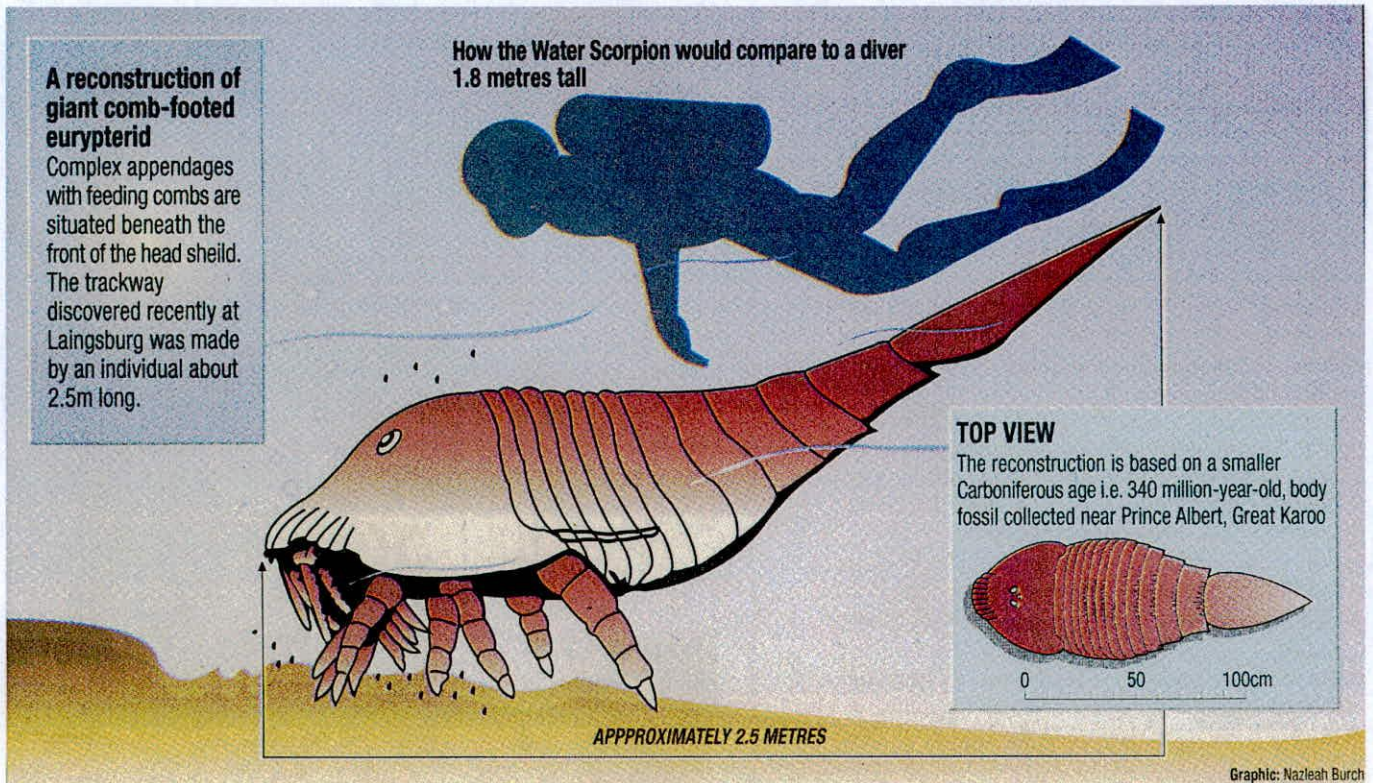 A reconstruction of
giant comb-footed
eurypterid
Complex appendages
with feeding combs are
situated beneath the
front of the head sheild.
The trackway
discovered recently at
Laingsburg was made
by an individual about
2.5m long.
How the Water Scorpion would compare to a diver
1.8 metres tall
TOP VIEW
The reconstruction is based on a smaller
Carboniferous age i.e. 340 million-year-old, body
fossil collected near Prince Albert, Great Karoo
0 50 100cm
APPPROXIMATELY 2.5 METRES
Graphic: Nazleah Burch